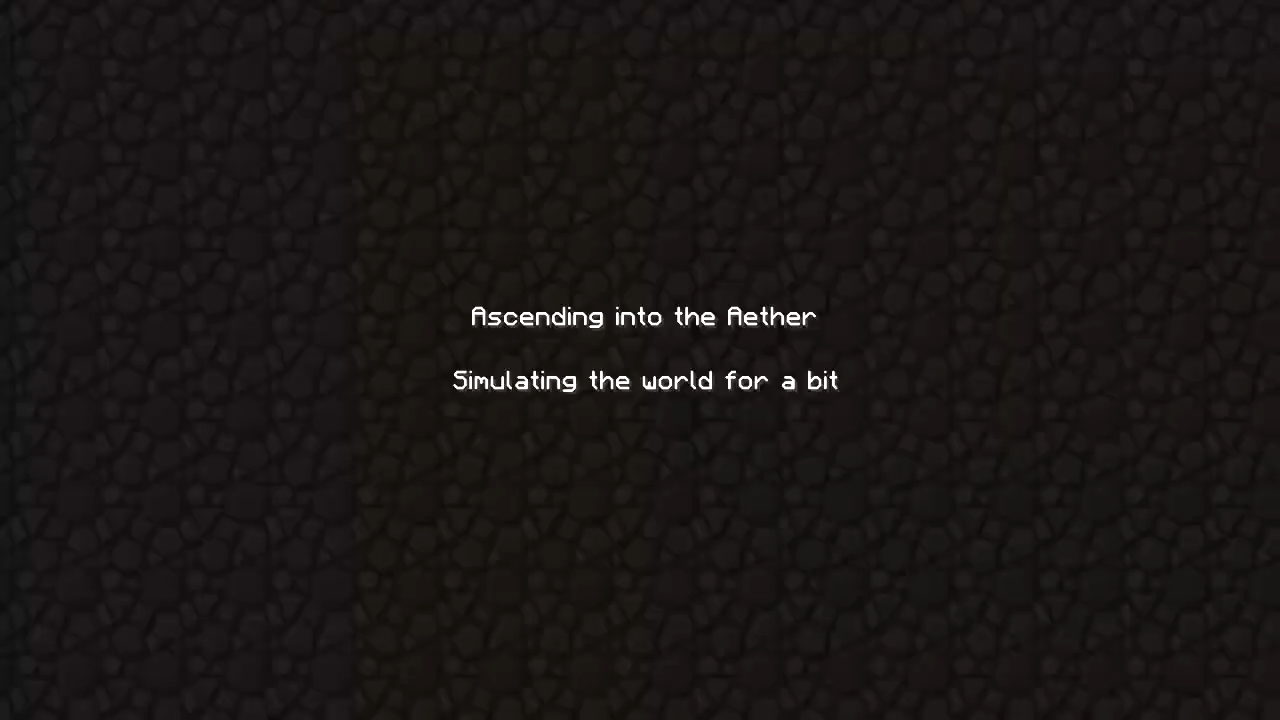 Ascending into the Aether
Simulating the world for a bit